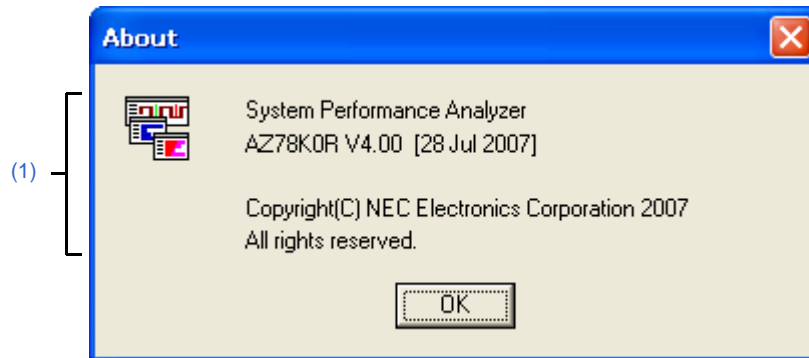 About
(1)
System Performance Analyzer
AZ78K0R V4.00 [28 Jul 2007]
Copyright(C) NEC Electronics Corporation 2007
All rights reserved.
OK